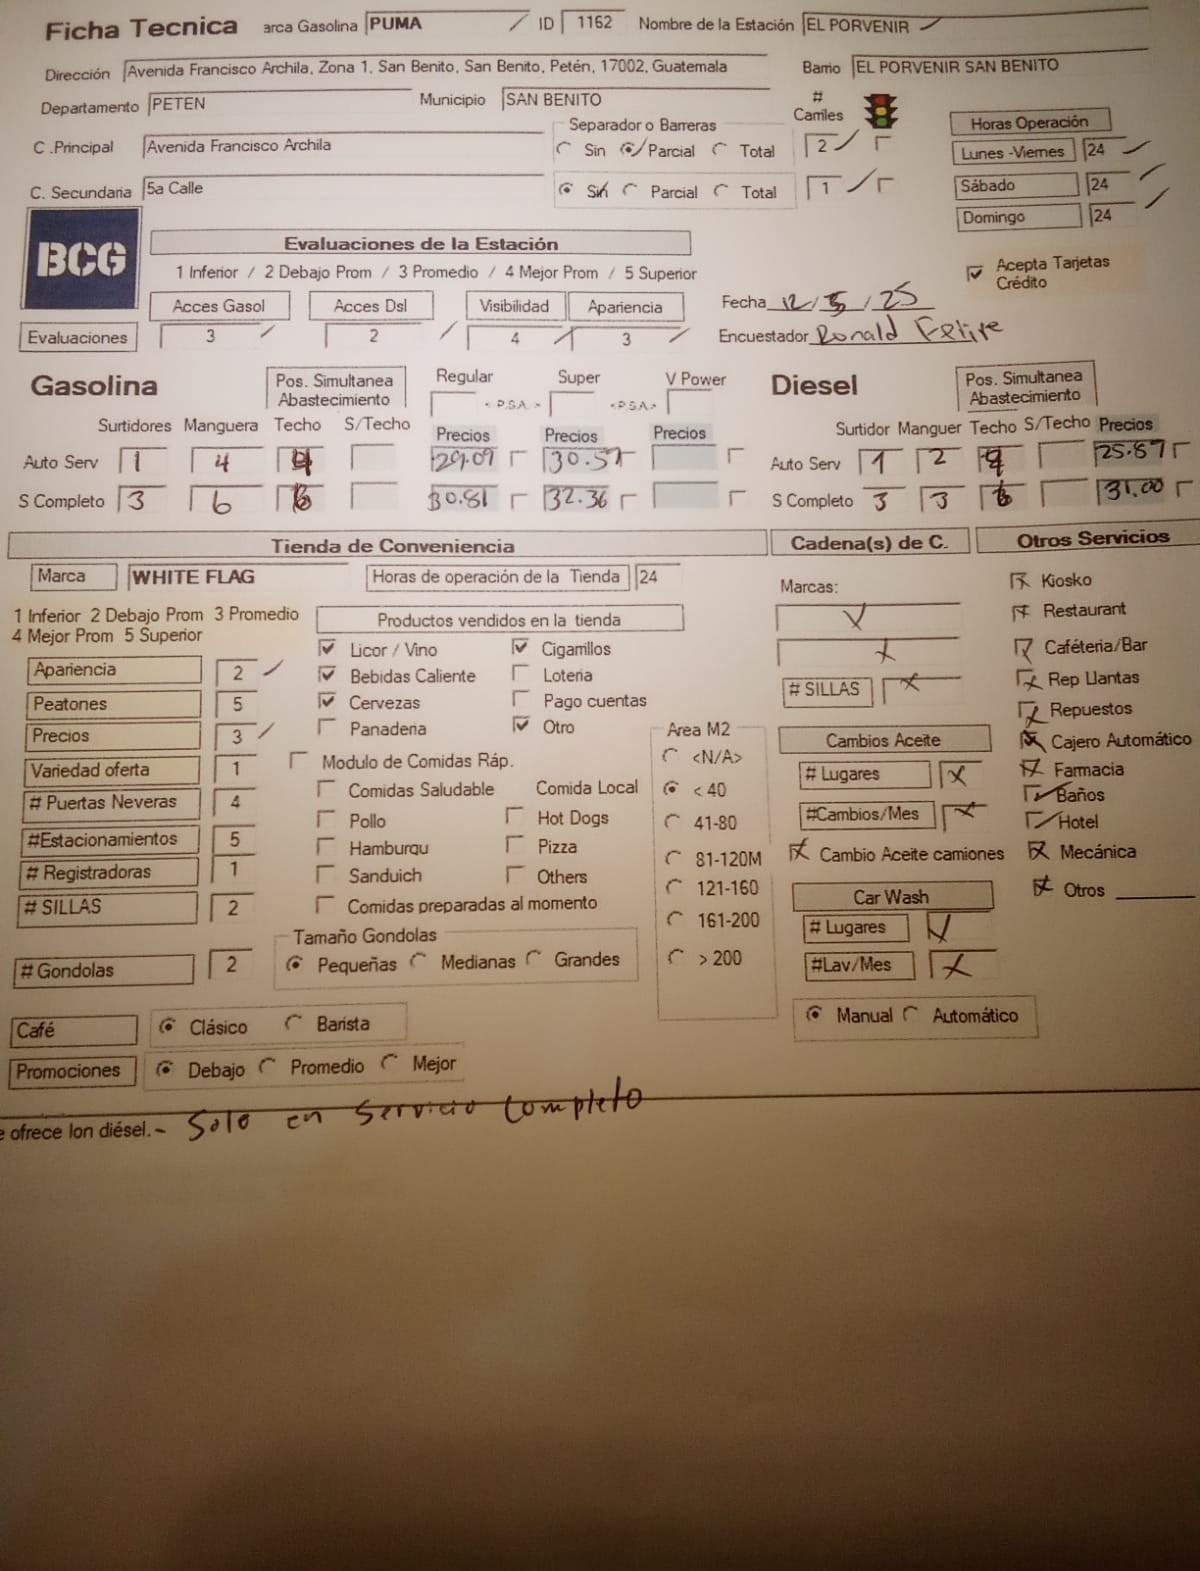 Ficha Tecnica arca Gasolina PUMA ID 1162 Nombre de la Estación EL PORVENIR
Dirección Avenida Francisco Archila, Zona 1, San Benito, San Benito, Petén, 17002, Guatemala Barrio EL PORVENIR SAN BENITO
Departamento PETEN Municipio SAN BENITO # Carriles
Separador o Barreras Horas Operación
C .Principal Avenida Francisco Archila Sin Parcial Total 2 Lunes -Viernes 24
C. Secundaria 5a Calle Sin Parcial Total 1 Sábado 24
Domingo 24
BCG
Evaluaciones de la Estación
1 Inferior / 2 Debajo Prom / 3 Promedio / 4 Mejor Prom / 5 Superior Acepta Tarjetas Crédito
Acces Gasol Acces Dsl Visibilidad Apariencia Fecha 12/5/25
Evaluaciones 3 2 4 3 Encuestador Ronald Felipe
Gasolina Pos. Simultanea Abastecimiento Regular Super V Power Diesel Pos. Simultanea Abastecimiento
< P.S.A. > <P.S.A.>
Surtidores Manguera Techo S/Techo Precios Precios Precios Surtidor Manguer Techo S/Techo Precios
Auto Serv 1 4 29.09 30.57 Auto Serv 1 2 25.87
S Completo 3 6 6 30.81 32.36 S Completo 3 3 31.00
Tienda de Conveniencia Cadena(s) de C. Otros Servicios
Marca WHITE FLAG Horas de operación de la Tienda 24 Marcas: Kiosko
1 Inferior 2 Debajo Prom 3 Promedio Productos vendidos en la tienda Restaurant
4 Mejor Prom 5 Superior Licor / Vino Cigarrillos Caféteria/Bar
Apariencia 2 Bebidas Caliente Loteria # SILLAS Rep Llantas
Peatones 5 Cervezas Pago cuentas Repuestos
Precios 3 Panaderia Otro Area M2 Cambios Aceite Cajero Automático
Variedad oferta 1 Modulo de Comidas Ráp. <N/A> # Lugares Farmacia
# Puertas Neveras 4 Comidas Saludable Comida Local < 40 #Cambios/Mes Baños
#Estacionamientos 5 Pollo Hot Dogs 41-80 Hotel
# Registradoras 1 Hamburqu Pizza 81-120M Cambio Aceite camiones Mecánica
# SILLAS 2 Sanduich Others 121-160 Car Wash Otros
Comidas preparadas al momento 161-200 # Lugares
Tamaño Gondolas
# Gondolas 2 Pequeñas Medianas Grandes > 200 #Lav/Mes
Café Clásico Barista Manual Automático
Promociones Debajo Promedio Mejor
e ofrece Ion diésel. - Solo en servicio completo